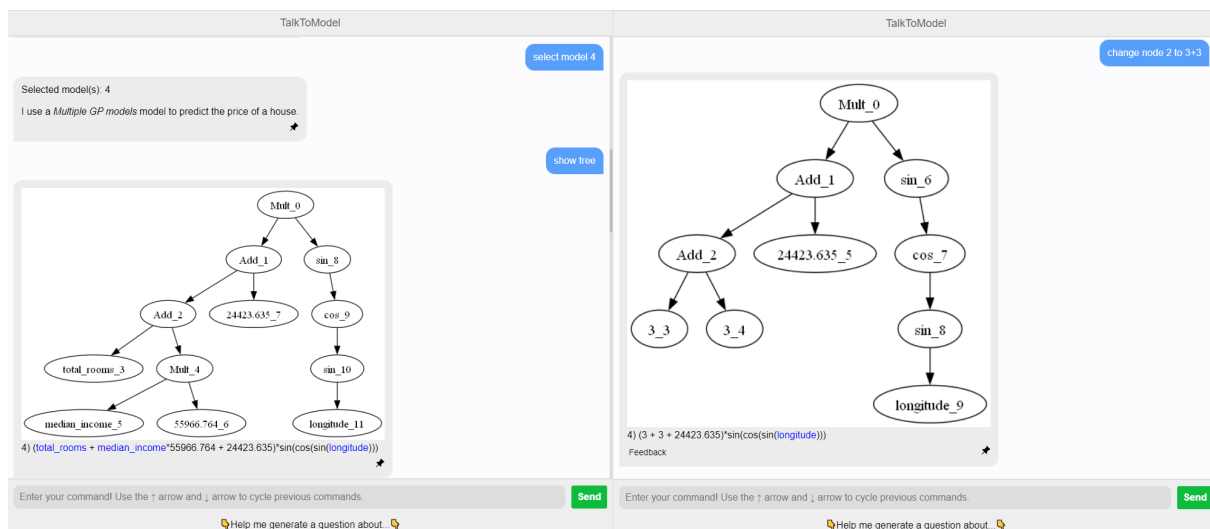 TalkToModel
select model 4
Selected model(s): 4
I use a Multiple GP models model to predict the price of a house.
show tree
Mult_0
Add_1
sin_8
Add_2
24423.635_7
cos_9
total_rooms_3
Mult_4
sin_10
median_income_5
55966.764_6
longitude_11
4) (total_rooms + median_income*55966.764 + 24423.635)*sin(cos(sin(longitude)))
Enter your command! Use the ↑ arrow and ↓ arrow to cycle previous commands.
Send
👇Help me generate a question about...👇
TalkToModel
change node 2 to 3+3
Mult_0
Add_1
sin_6
Add_2
24423.635_5
cos_7
3_3
3_4
sin_8
longitude_9
4) (3 + 3 + 24423.635)*sin(cos(sin(longitude)))
Feedback
Enter your command! Use the ↑ arrow and ↓ arrow to cycle previous commands.
Send
👇Help me generate a question about...👇